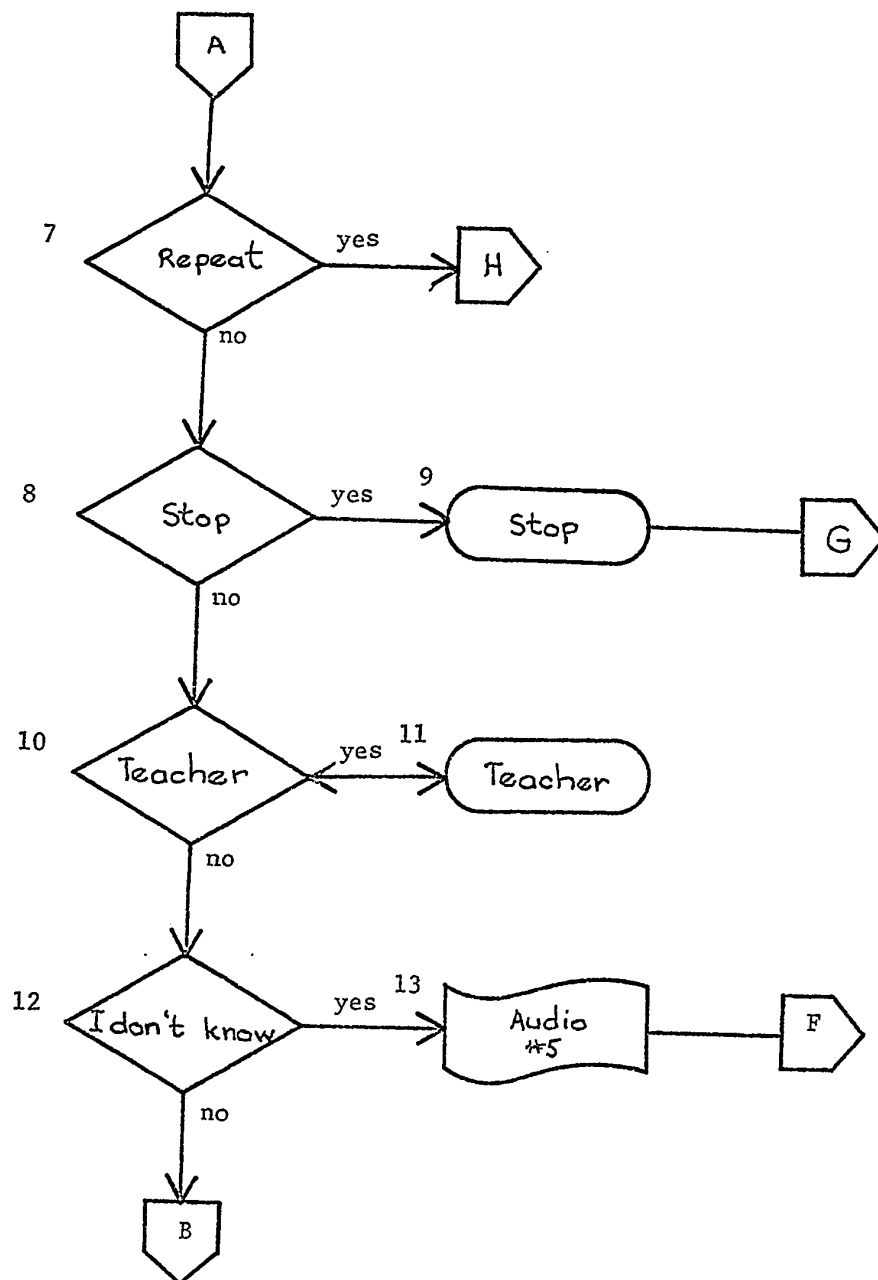 A
7
Repeat
yes
H
no
8
Stop
yes
9
Stop
G
no
10
Teacher
yes
11
Teacher
no
12
I don't know
yes
13
Audio
#5
F
no
B